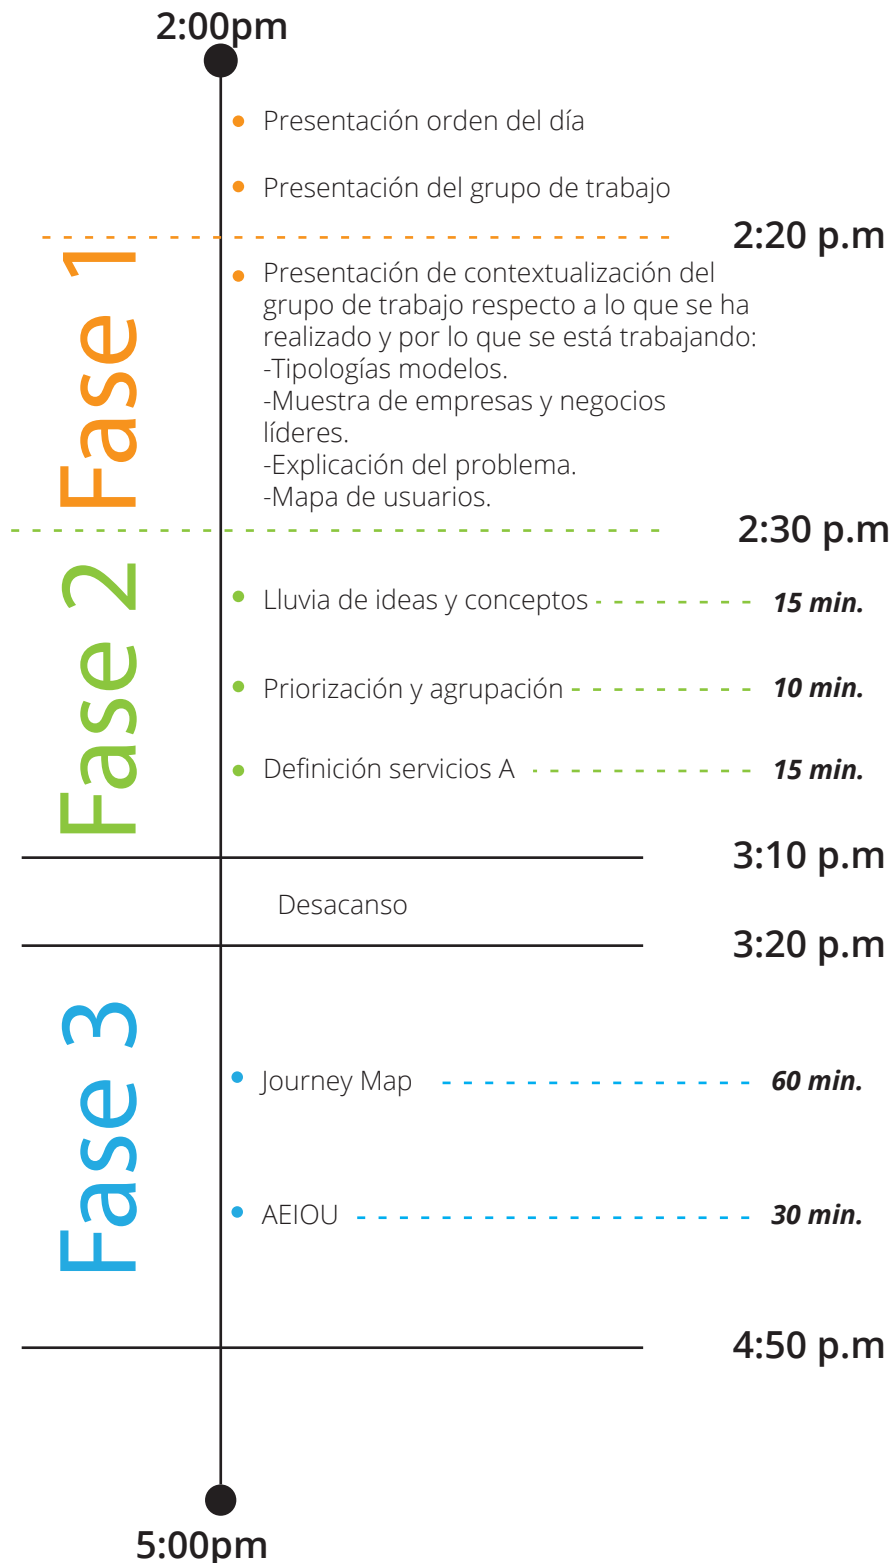 2:00pm
Presentación orden del día
Presentación del grupo de trabajo
2:20 p.m
Fase 1
Presentación de contextualización del
grupo de trabajo respecto a lo que se ha
realizado y por lo que se está trabajando:
-Tipologías modelos.
-Muestra de empresas y negocios
líderes.
-Explicación del problema.
-Mapa de usuarios.
2:30 p.m
Fase 2
Lluvia de ideas y conceptos 15 min.
Priorización y agrupación 10 min.
Definición servicios A 15 min.
3:10 p.m
Desacanso
3:20 p.m
Fase 3
Journey Map 60 min.
AEIOU 30 min.
4:50 p.m
5:00pm